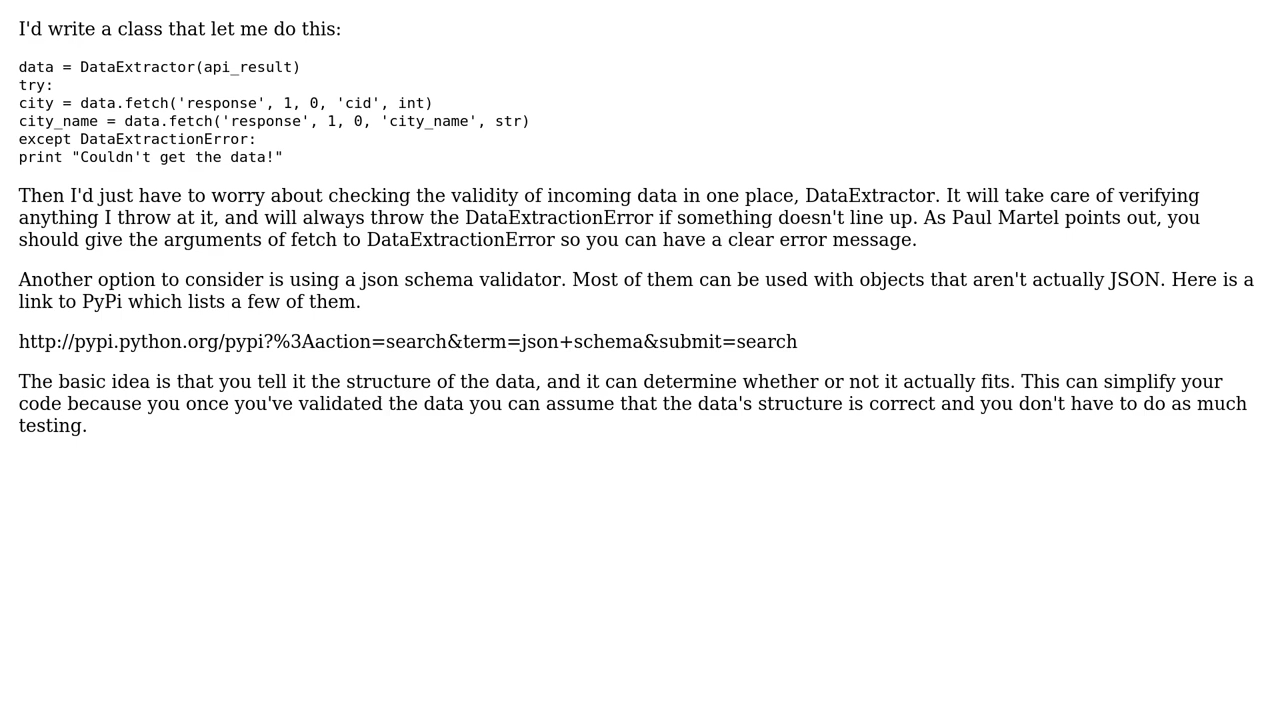 I'd write a class that let me do this:
data = DataExtractor(api_result)
try:
city = data.fetch('response', 1, 0, 'cid', int)
city_name = data.fetch('response', 1, 0, 'city_name', str)
except DataExtractionError:
print "Couldn't get the data!"
Then I'd just have to worry about checking the validity of incoming data in one place, DataExtractor. It will take care of verifying
anything I throw at it, and will always throw the DataExtractionError if something doesn't line up. As Paul Martel points out, you
should give the arguments of fetch to DataExtractionError so you can have a clear error message.
Another option to consider is using a json schema validator. Most of them can be used with objects that aren't actually JSON. Here is a
link to PyPi which lists a few of them.
http://pypi.python.org/pypi?%3Aaction=search&term=json+schema&submit=search
The basic idea is that you tell it the structure of the data, and it can determine whether or not it actually fits. This can simplify your
code because you once you've validated the data you can assume that the data's structure is correct and you don't have to do as much
testing.